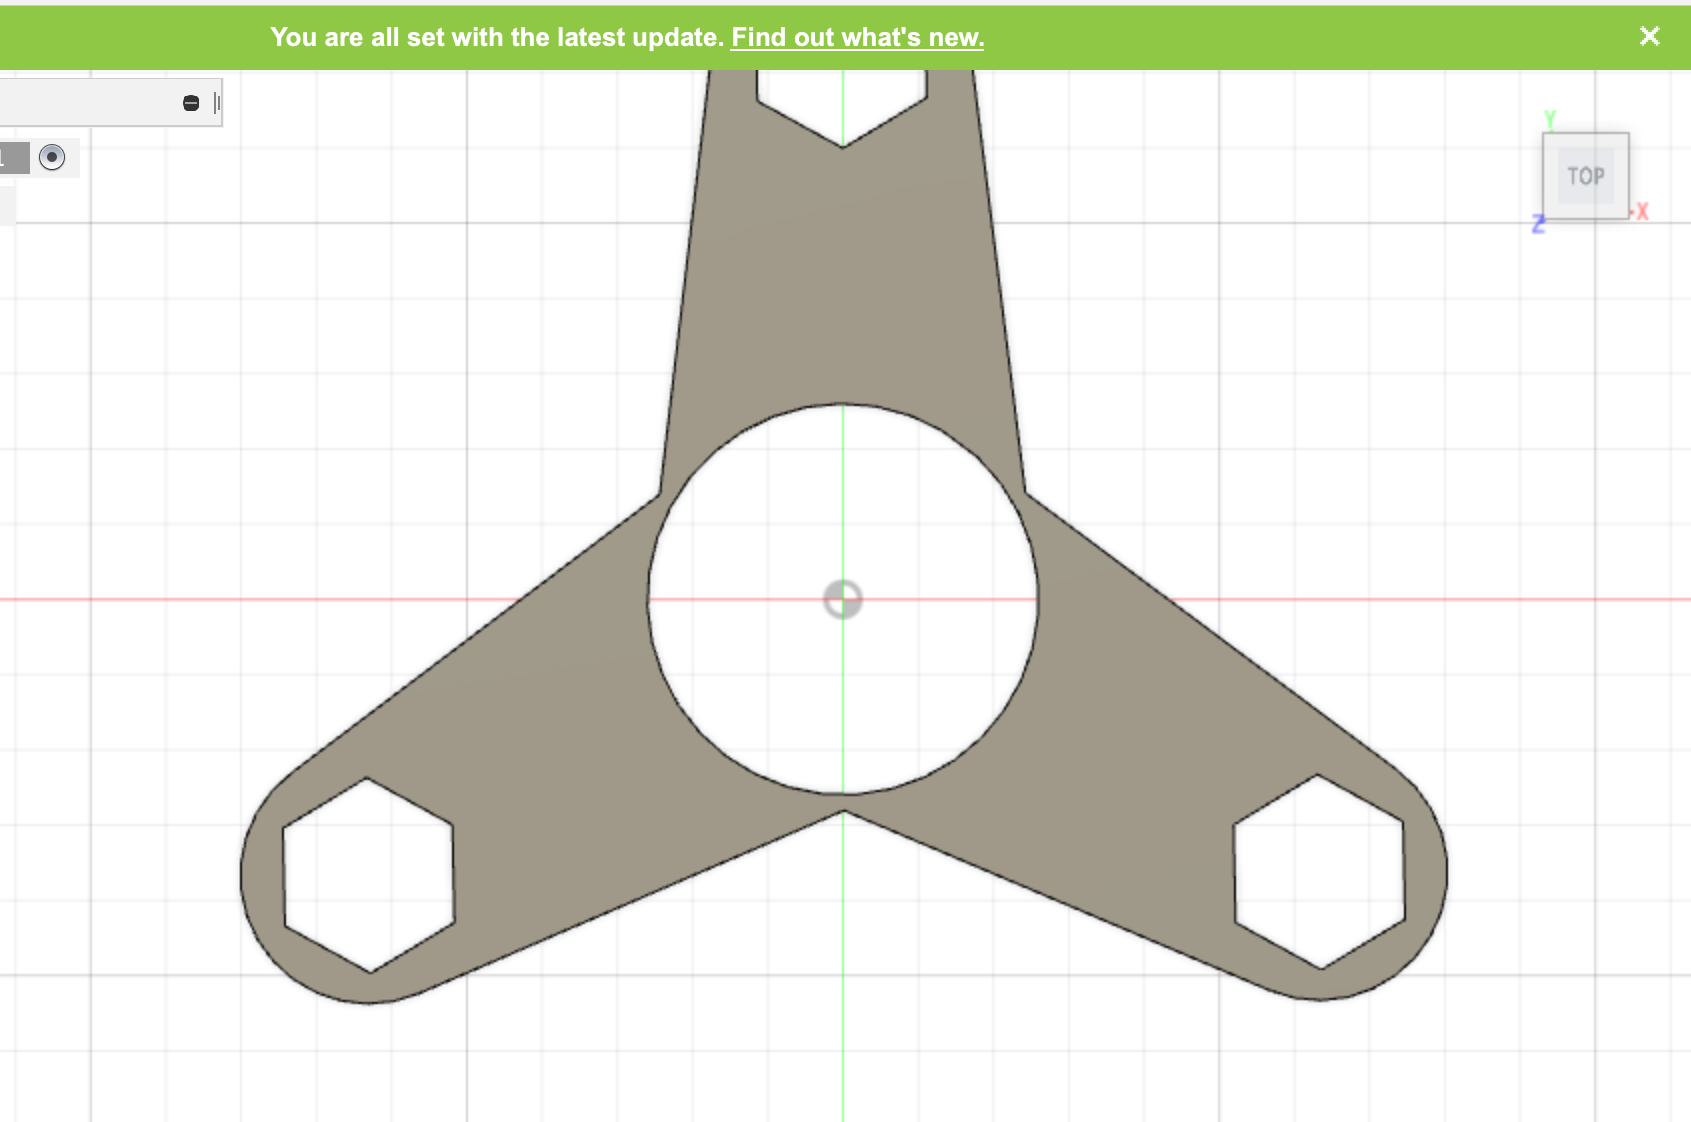 You are all set with the latest update. Find out what's new.
Y
TOP
X
Z